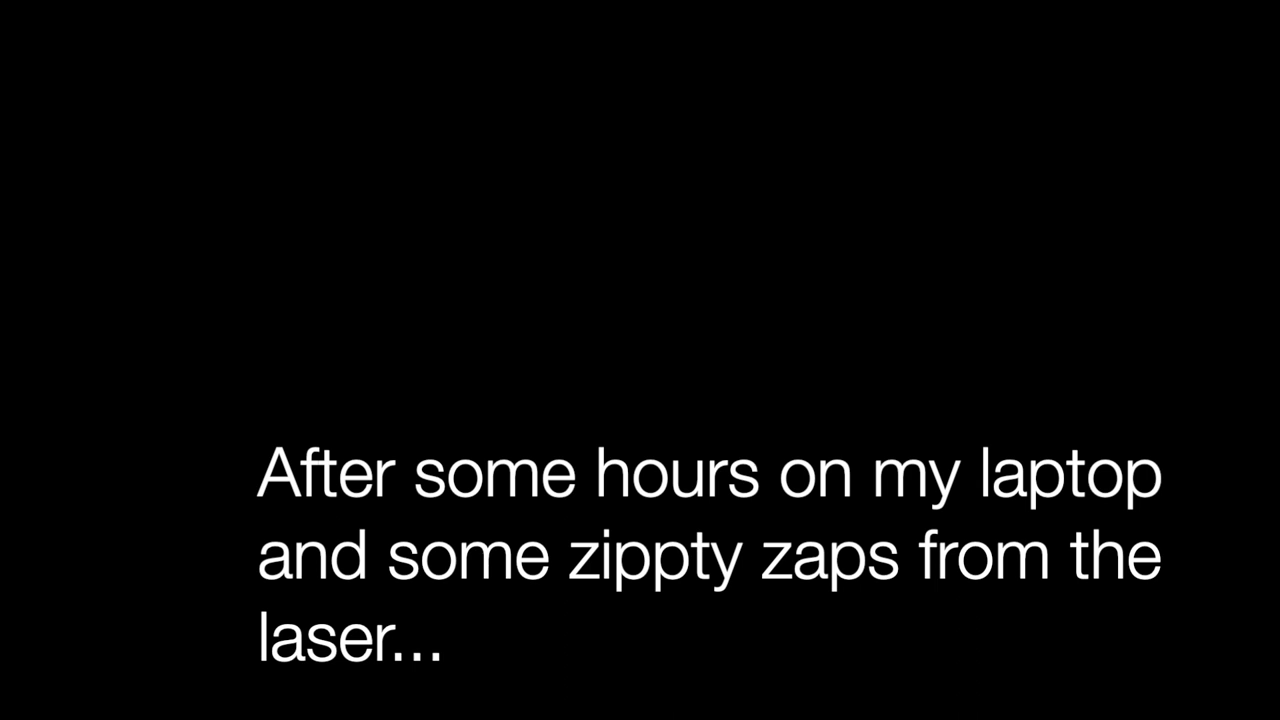 After some hours on my laptop
and some zippty zaps from the
laser...